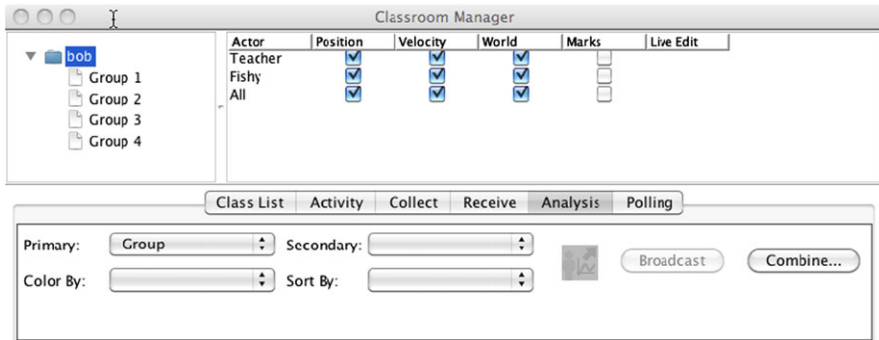 Classroom Manager
bob
Group 1
Group 2
Group 3
Group 4
Actor Position Velocity World Marks Live Edit
Teacher
Fishy
All
Class List Activity Collect Receive Analysis Polling
Primary: Group Secondary: Broadcast Combine...
Color By: Sort By: